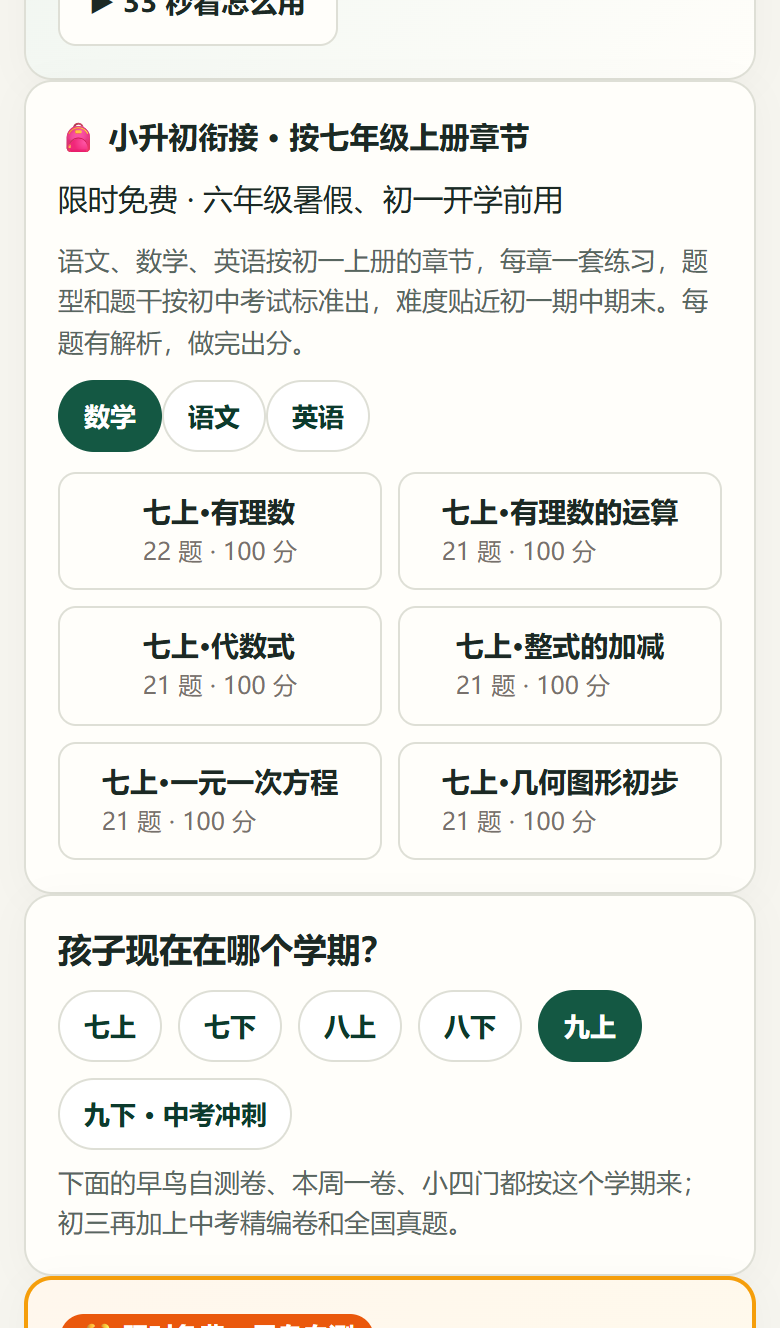 ▶ 33 秒看怎么用
小升初衔接 · 按七年级上册章节
限时免费 · 六年级暑假、初一开学前用
语文、数学、英语按初一上册的章节，每章一套练习，题
型和题干按初中考试标准出，难度贴近初一期中期末。每
题有解析，做完出分。
数学 语文 英语
七上·有理数
22 题 · 100 分
七上·有理数的运算
21 题 · 100 分
七上·代数式
21 题 · 100 分
七上·整式的加减
21 题 · 100 分
七上·一元一次方程
21 题 · 100 分
七上·几何图形初步
21 题 · 100 分
孩子现在在哪个学期？
七上 七下 八上 八下 九上
九下 · 中考冲刺
下面的早鸟自测卷、本周一卷、小四门都按这个学期来；
初三再加上中考精编卷和全国真题。